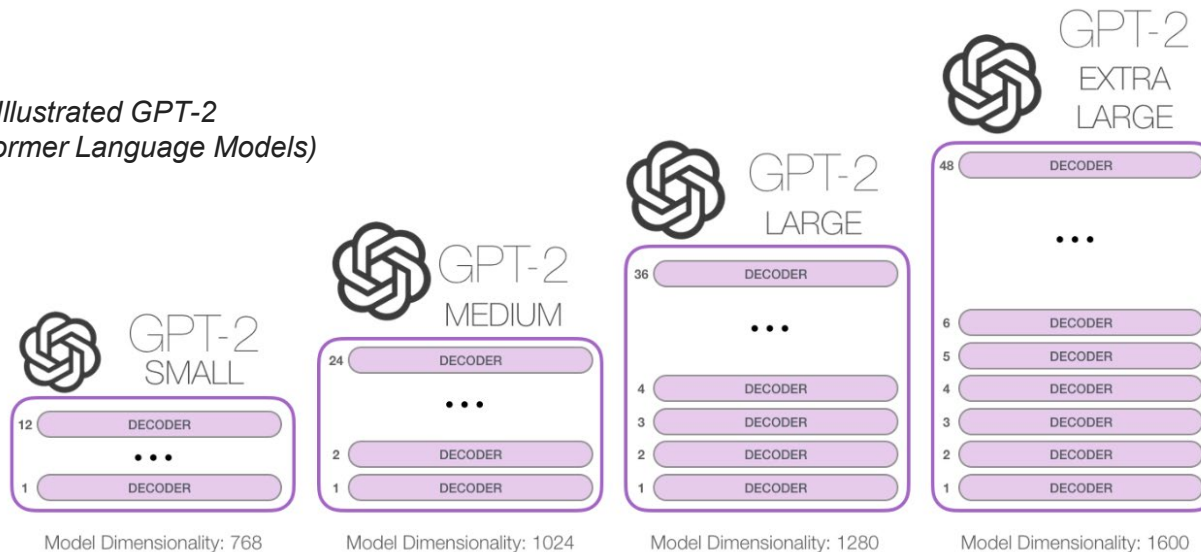 Illustrated GPT-2
ormer Language Models)
GPT-2
SMALL
12 DECODER
...
1 DECODER
Model Dimensionality: 768
GPT-2
MEDIUM
24 DECODER
...
2 DECODER
1 DECODER
Model Dimensionality: 1024
GPT-2
LARGE
36 DECODER
...
4 DECODER
3 DECODER
2 DECODER
1 DECODER
Model Dimensionality: 1280
GPT-2
EXTRA
LARGE
48 DECODER
...
6 DECODER
5 DECODER
4 DECODER
3 DECODER
2 DECODER
1 DECODER
Model Dimensionality: 1600